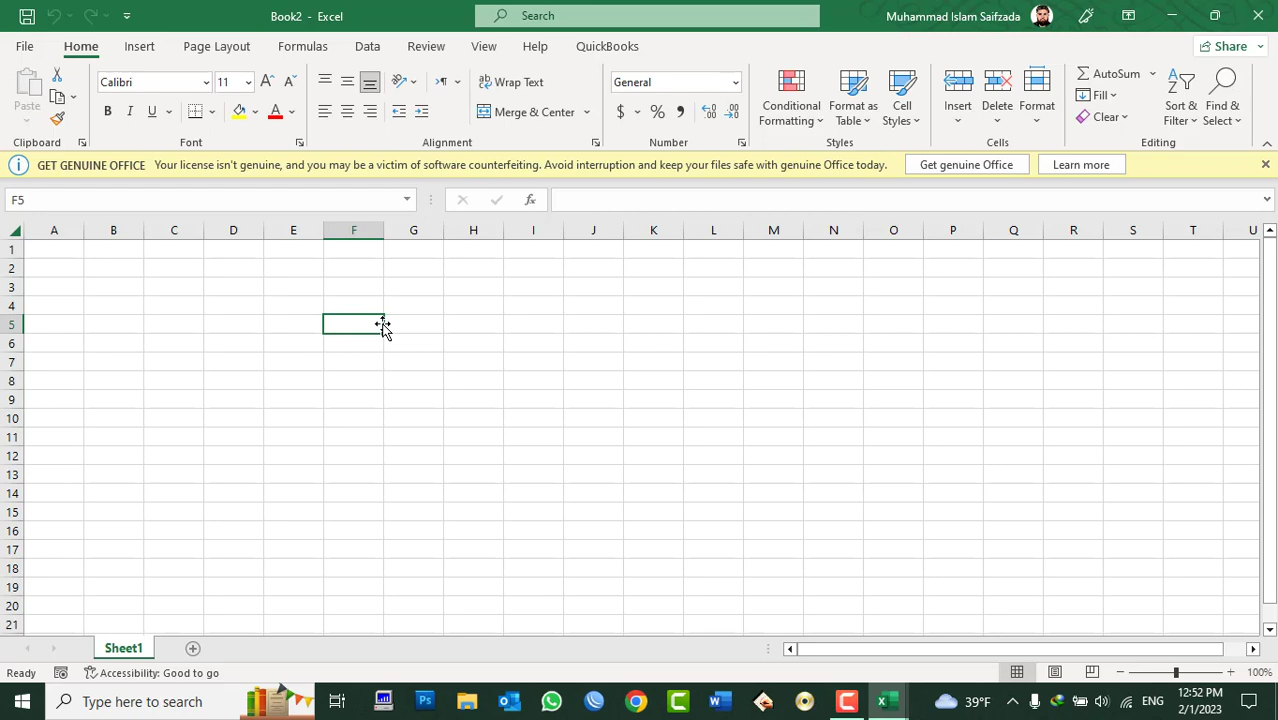 Book2 - Excel
Search
Muhammad Islam Saifzada
File Home Insert Page Layout Formulas Data Review View Help QuickBooks
Share
Paste
Calibri 11
B I U A
Wrap Text
Merge & Center
General
$ % ,
Conditional Formatting
Format as Table
Cell Styles
Insert
Delete
Format
AutoSum
Fill
Clear
Sort & Filter
Find & Select
Clipboard Font Alignment Number Styles Cells Editing
GET GENUINE OFFICE Your license isn't genuine, and you may be a victim of software counterfeiting. Avoid interruption and keep your files safe with genuine Office today. Get genuine Office Learn more
F5 fx
A B C D E F G H I J K L M N O P Q R S T U
1
2
3
4
5
6
7
8
9
10
11
12
13
14
15
16
17
18
19
20
21
Sheet1
Ready Accessibility: Good to go 100%
Type here to search 39°F ENG 12:52 PM
2/1/2023